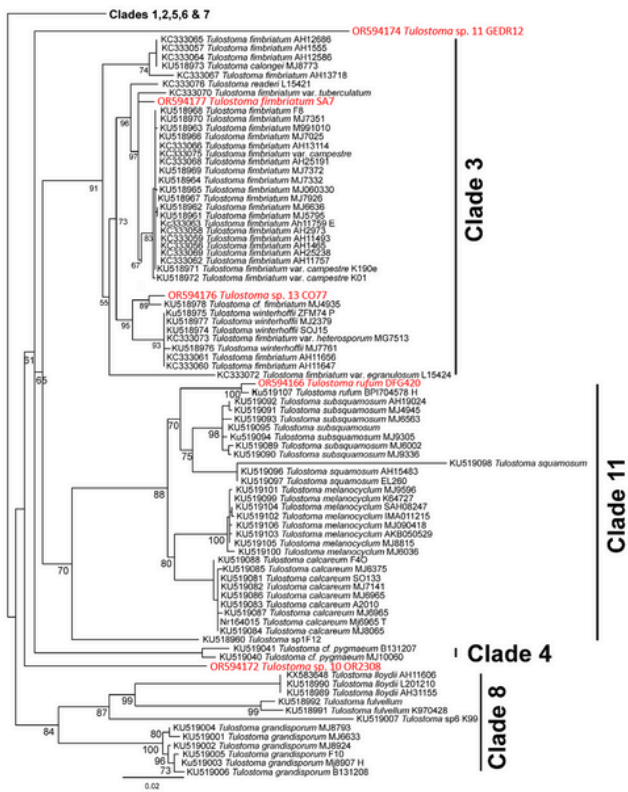 Clades 1,2,5,6 & 7
OR594174 Tulostoma sp. 11 GEDR12
KC333065 Tulostoma fimbriatum AH12686
KC333057 Tulostoma fimbriatum AH1555
KC333064 Tulostoma fimbriatum AH12586
KU518973 Tulostoma calongei MJ8773
74
KC333067 Tulostoma fimbriatum AH13718
KC333076 Tulostoma readeri L15421
KC333070 Tulostoma fimbriatum var. tuberculatum
OR594177 Tulostoma fimbriatum SA7
KU518968 Tulostoma fimbriatum F8
KU518970 Tulostoma fimbriatum MJ7351
96
KU518963 Tulostoma fimbriatum M991010
KU518966 Tulostoma fimbriatum MJ7025
KC333066 Tulostoma fimbriatum AH13114
KC333075 Tulostoma fimbriatum var. campestre
97
KC333068 Tulostoma fimbriatum AH25191
KU518969 Tulostoma fimbriatum MJ7372
KU518964 Tulostoma fimbriatum MJ7332
91
KU518965 Tulostoma fimbriatum MJ060330
KU518967 Tulostoma fimbriatum MJ7926
KU518962 Tulostoma fimbriatum MJ6636
KU518961 Tulostoma fimbriatum MJ5795
73
Kc333063 Tulostoma fimbriatum Ah11759 E
KC333058 Tulostoma fimbriatum AH2973
83
KC333059 Tulostoma fimbriatum AH11493
KC333056 Tulostoma fimbriatum AH1465
KC333069 Tulostoma fimbriatum AH25238
KC333062 Tulostoma fimbriatum AH11757
67
KU518971 Tulostoma fimbriatum var. campestre K190e
KU518972 Tulostoma fimbriatum var. campestre K01
Clade 3
OR594176 Tulostoma sp. 13 CO77
55
89
KU518978 Tulostoma cf. fimbriatum MJ4935
Ku518975 Tulostoma winterhoffii ZFM74 P
KU518977 Tulostoma winterhoffii MJ2379
95
KU518974 Tulostoma winterhoffii SOJ15
KC333073 Tulostoma fimbriatum var. heterosporum MG7513
93
KU518976 Tulostoma winterhoffii MJ7761
KC333061 Tulostoma fimbriatum AH11656
51
KC333060 Tulostoma fimbriatum AH11647
KC333072 Tulostoma fimbriatum var. egranulosum L15424
65
OR594166 Tulostoma rufum DFG420
100
Ku519107 Tulostoma rufum BPI704578 H
KU519092 Tulostoma subsquamosum AH19024
KU519091 Tulostoma subsquamosum MJ4945
KU519093 Tulostoma subsquamosum MJ6563
70
KU519095 Tulostoma subsquamosum
98
Ku519094 Tulostoma subsquamosum MJ9305
KU519089 Tulostoma subsquamosum MJ6002
75
KU519090 Tulostoma subsquamosum MJ9336
KU519098 Tulostoma squamosum
KU519096 Tulostoma squamosum AH15483
KU519097 Tulostoma squamosum EL260
88
KU519101 Tulostoma melanocyclum MJ9596
KU519099 Tulostoma melanocyclum K64727
KU519104 Tulostoma melanocyclum SAH08247
KU519102 Tulostoma melanocyclum IMA011215
KU519106 Tulostoma melanocyclum MJ090418
KU519103 Tulostoma melanocyclum AKB050529
100
KU519105 Tulostoma melanocyclum MJ8815
KU519100 Tulostoma melanocyclum MJ6036
80
KU519088 Tulostoma calcareum F4O
70
KU519085 Tulostoma calcareum MJ6375
KU519081 Tulostoma calcareum SO133
KU519082 Tulostoma calcareum MJ7141
KU519086 Tulostoma calcareum MJ6965
KU519083 Tulostoma calcareum A2010
KU519087 Tulostoma calcareum MJ6965
Nr164015 Tulostoma calcareum Mj6965 T
KU519084 Tulostoma calcareum MJ8065
KU518960 Tulostoma sp1F12
Clade 11
KU519041 Tulostoma cf. pygmaeum B131207
KU519040 Tulostoma cf. pygmaeum MJ10060
Clade 4
OR594172 Tulostoma sp. 10 OR2308
KX583648 Tulostoma lloydii AH11606
KU518990 Tulostoma lloydii L201210
KU518989 Tulostoma lloydii AH31155
99
KU518992 Tulostoma fulvellum
99
KU518991 Tulostoma fulvellum K970428
87
KU519007 Tulostoma sp6 K99
84
KU519004 Tulostoma grandisporum MJ8793
80
KU519001 Tulostoma grandisporum MJ6633
KU519002 Tulostoma grandisporum MJ8924
100
KU519005 Tulostoma grandisporum F10
96
Ku519003 Tulostoma grandisporum Mj8907 H
73
KU519006 Tulostoma grandisporum B131208
Clade 8
0.02